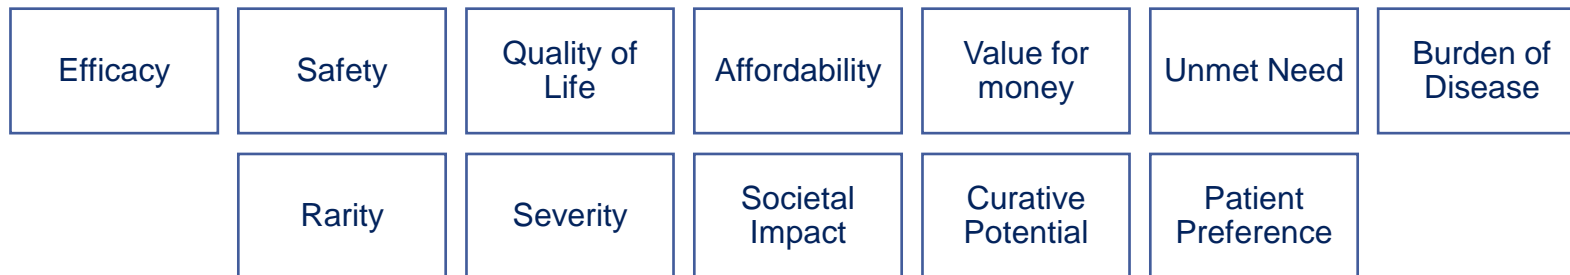 Efficacy
Safety
Quality of
Life
Affordability
Value for
money
Unmet Need
Burden of
Disease
Rarity
Severity
Societal
Impact
Curative
Potential
Patient
Preference